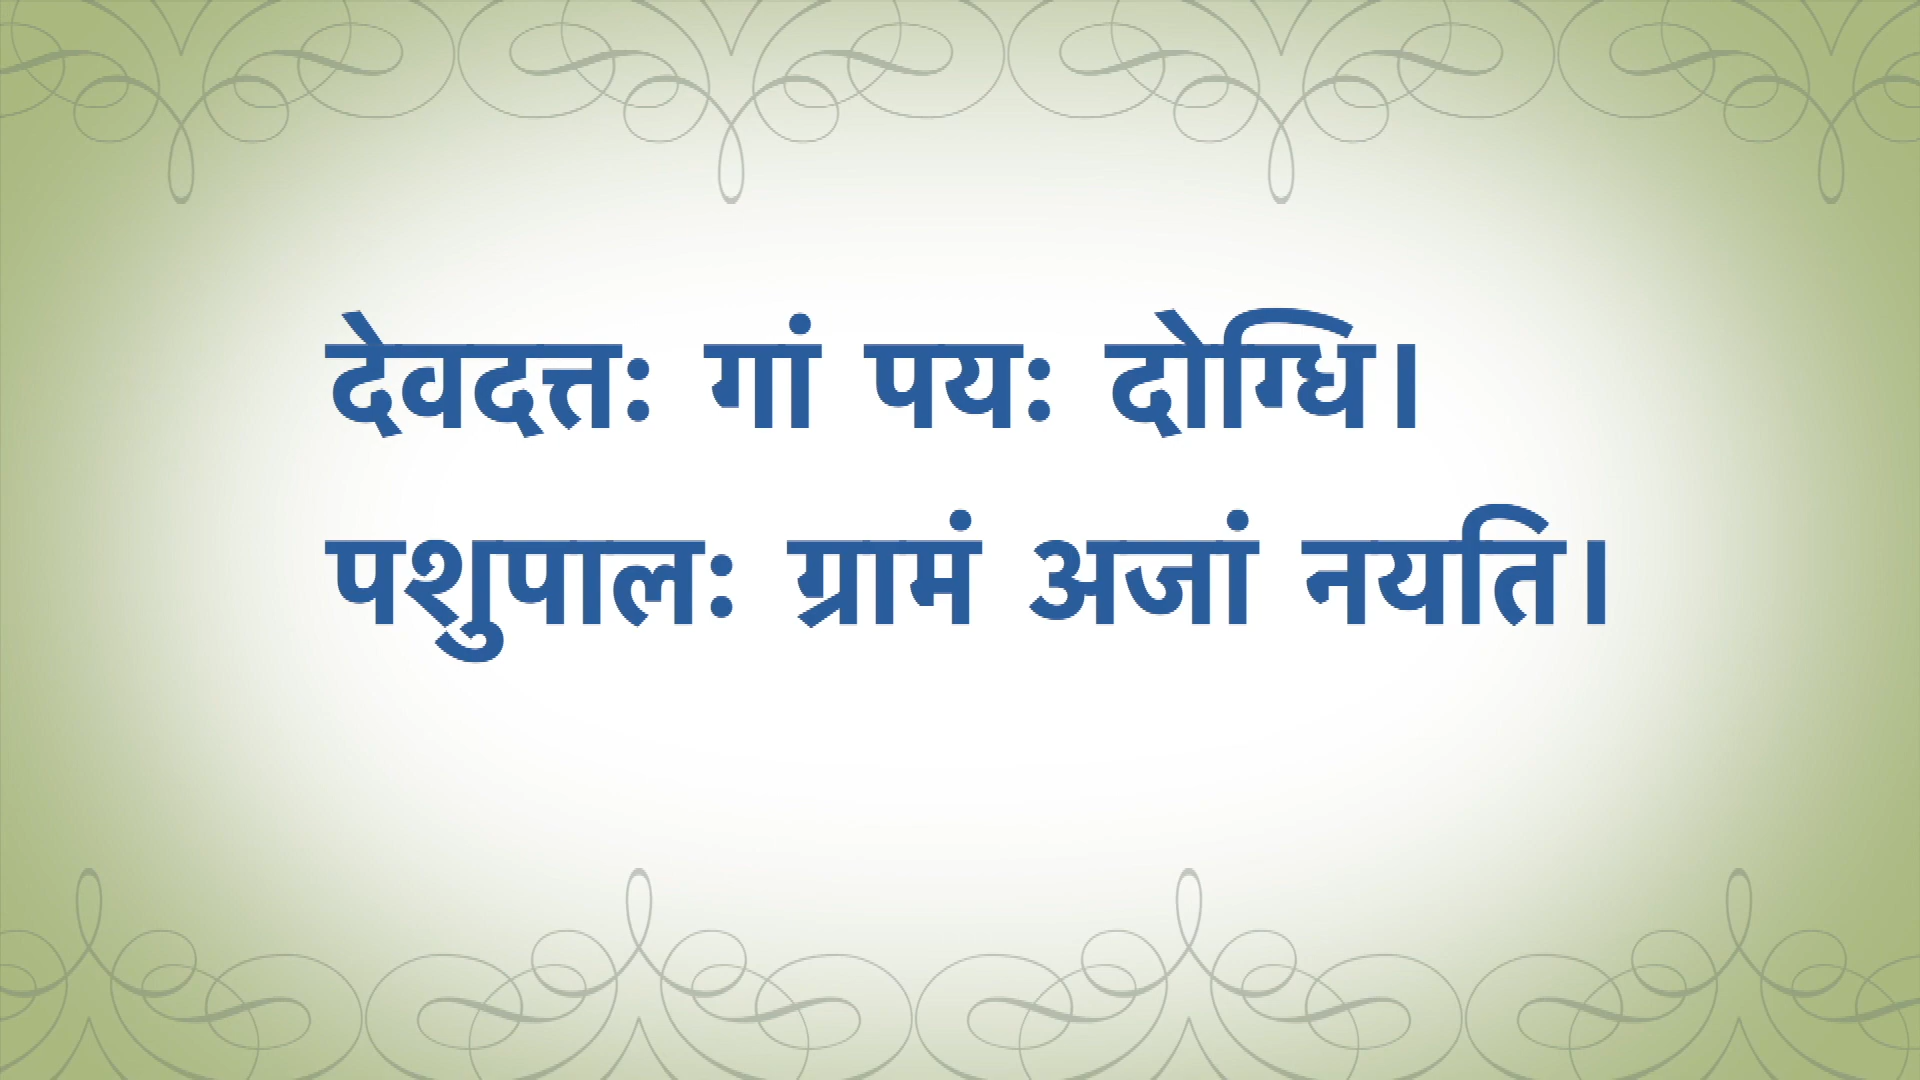 देवदत्तः गां पयः दोग्धि।
पशुपालः ग्रामं अजां नयति।